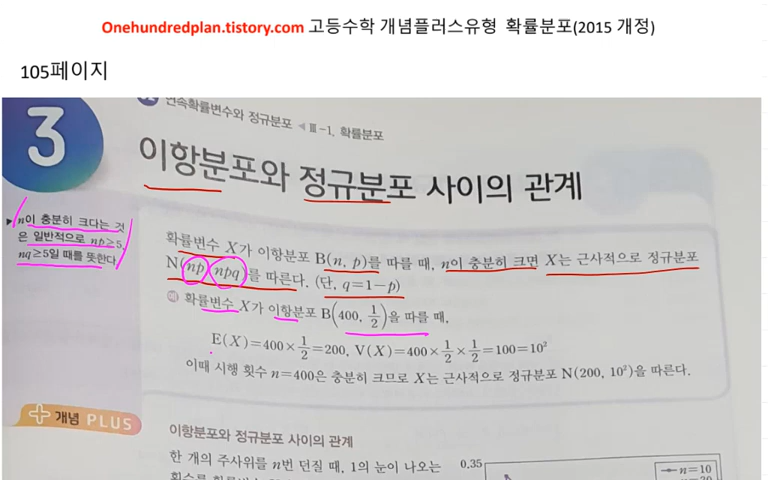 Onehundredplan.tistory.com 고등수학 개념플러스유형 확률분포(2015 개정)
105페이지
연속확률변수와 정규분포 ◀ Ⅲ-1. 확률분포
3
이항분포와 정규분포 사이의 관계
▶ n이 충분히 크다는 것
은 일반적으로 np≥5,
nq≥5일 때를 뜻한다.
확률변수 X가 이항분포 B(n, p)를 따를 때, n이 충분히 크면 X는 근사적으로 정규분포
N(np, npq)를 따른다. (단, q=1-p)
예 확률변수 X가 이항분포 B(400, 1/2)을 따를 때,
E(X)=400×1/2=200, V(X)=400×1/2×1/2=100=10²
이때 시행 횟수 n=400은 충분히 크므로 X는 근사적으로 정규분포 N(200, 10²)을 따른다.
+ 개념 PLUS
이항분포와 정규분포 사이의 관계
한 개의 주사위를 n번 던질 때, 1의 눈이 나오는
0.35
n=10